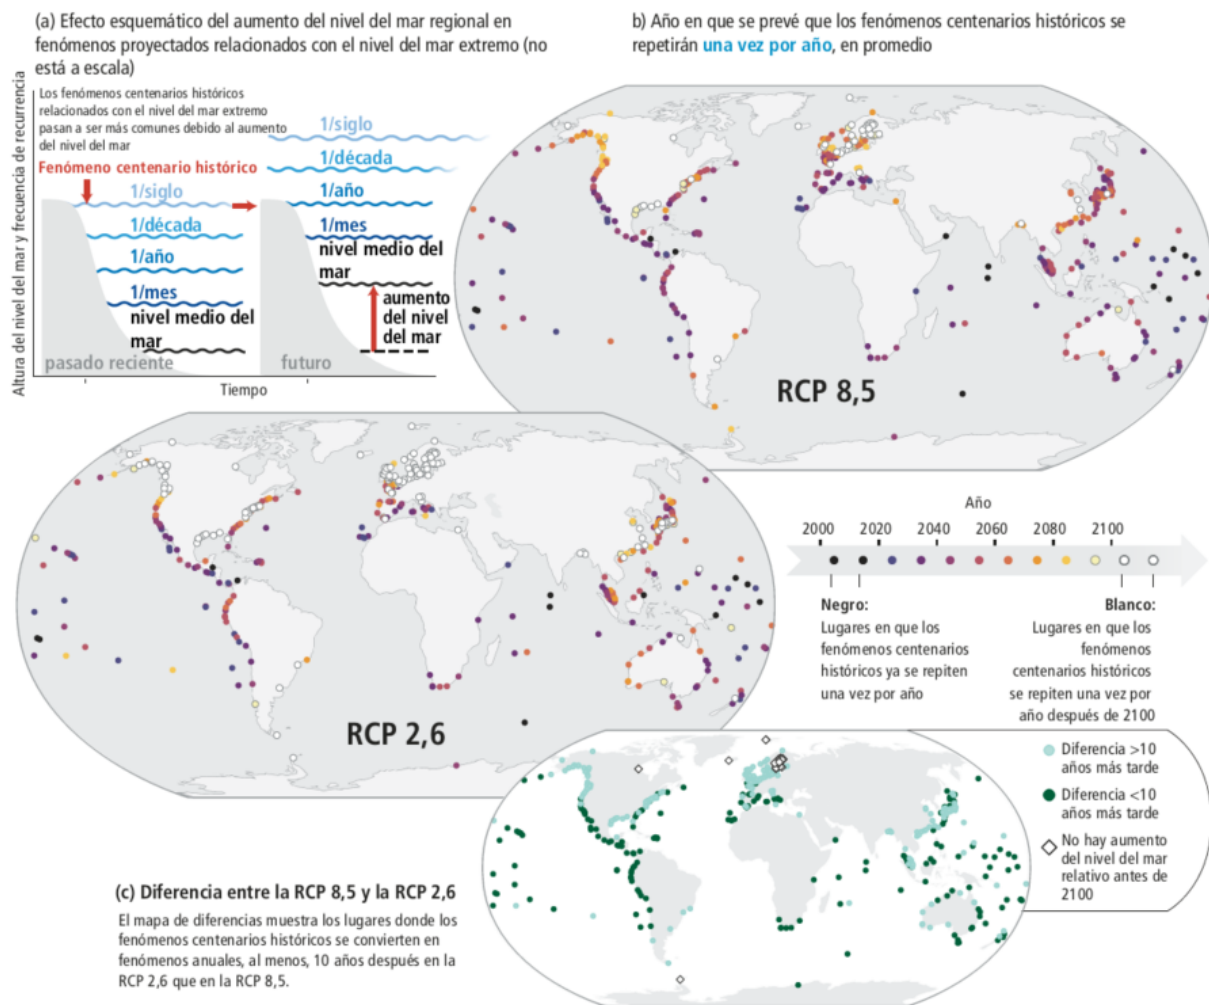 (a) Efecto esquemático del aumento del nivel del mar regional en
fenómenos proyectados relacionados con el nivel del mar extremo (no
está a escala)
Altura del nivel del mar y frecuencia de recurrencia
Los fenómenos centenarios históricos
relacionados con el nivel del mar extremo
pasan a ser más comunes debido al aumento
del nivel del mar
Fenómeno centenario histórico
1/siglo
1/década
1/año
1/mes
nivel medio del
mar
pasado reciente
1/siglo
1/década
1/año
1/mes
nivel medio del
mar
aumento
del nivel
del mar
futuro
Tiempo
b) Año en que se prevé que los fenómenos centenarios históricos se
repetirán una vez por año, en promedio
RCP 8,5
RCP 2,6
Año
2000 2020 2040 2060 2080 2100
Negro:
Lugares en que los
fenómenos centenarios
históricos ya se repiten
una vez por año
Blanco:
Lugares en que los
fenómenos
centenarios históricos
se repiten una vez por
año después de 2100
Diferencia >10
años más tarde
Diferencia <10
años más tarde
No hay aumento
del nivel del mar
relativo antes de
2100
(c) Diferencia entre la RCP 8,5 y la RCP 2,6
El mapa de diferencias muestra los lugares donde los
fenómenos centenarios históricos se convierten en
fenómenos anuales, al menos, 10 años después en la
RCP 2,6 que en la RCP 8,5.